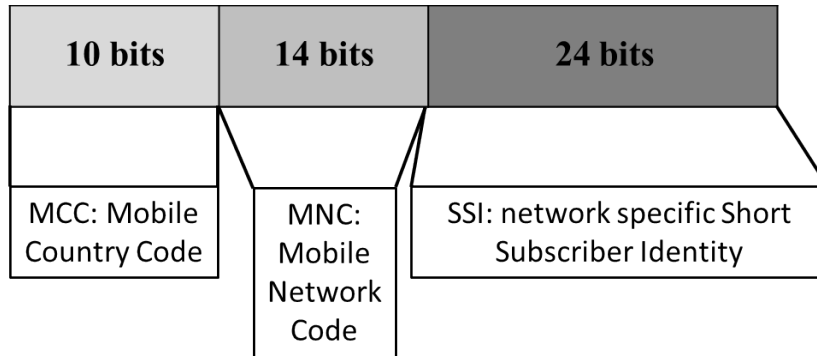 10 bits
14 bits
24 bits
MCC: Mobile
Country Code
MNC:
Mobile
Network
Code
SSI: network specific Short
Subscriber Identity